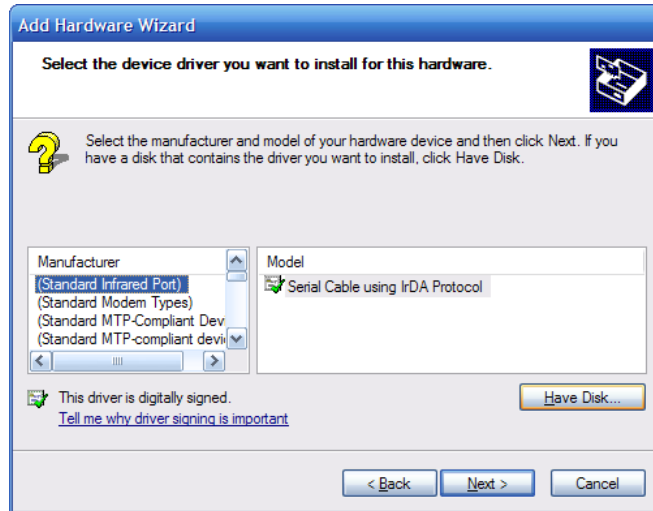 Add Hardware Wizard
Select the device driver you want to install for this hardware.
Select the manufacturer and model of your hardware device and then click Next. If you
have a disk that contains the driver you want to install, click Have Disk.
Manufacturer
(Standard Infrared Port)
(Standard Modem Types)
(Standard MTP-Compliant Dev
(Standard MTP-compliant devi
Model
Serial Cable using IrDA Protocol
This driver is digitally signed.
Tell me why driver signing is important
Have Disk...
< Back
Next >
Cancel